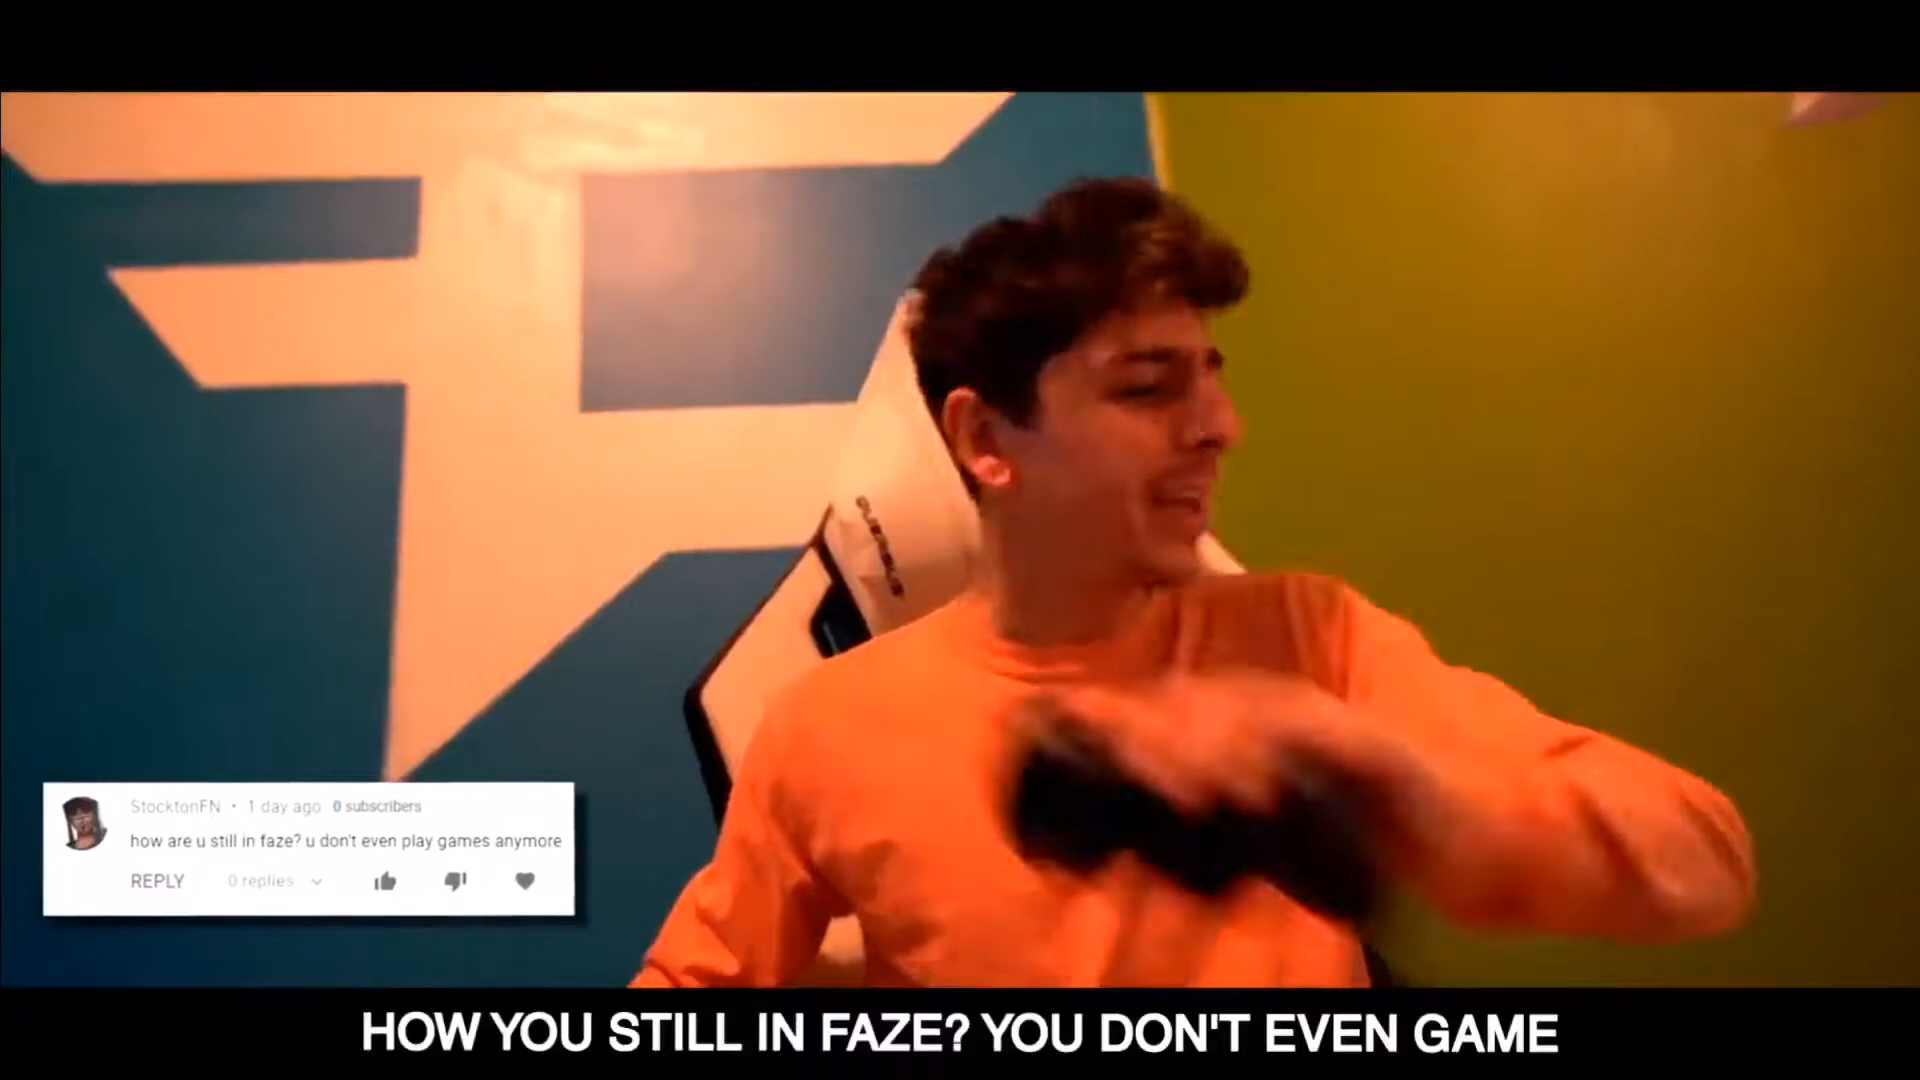 StocktonFN • 1 day ago 0 subscribers
how are u still in faze? u don't even play games anymore
REPLY 0 replies
HOW YOU STILL IN FAZE? YOU DON'T EVEN GAME